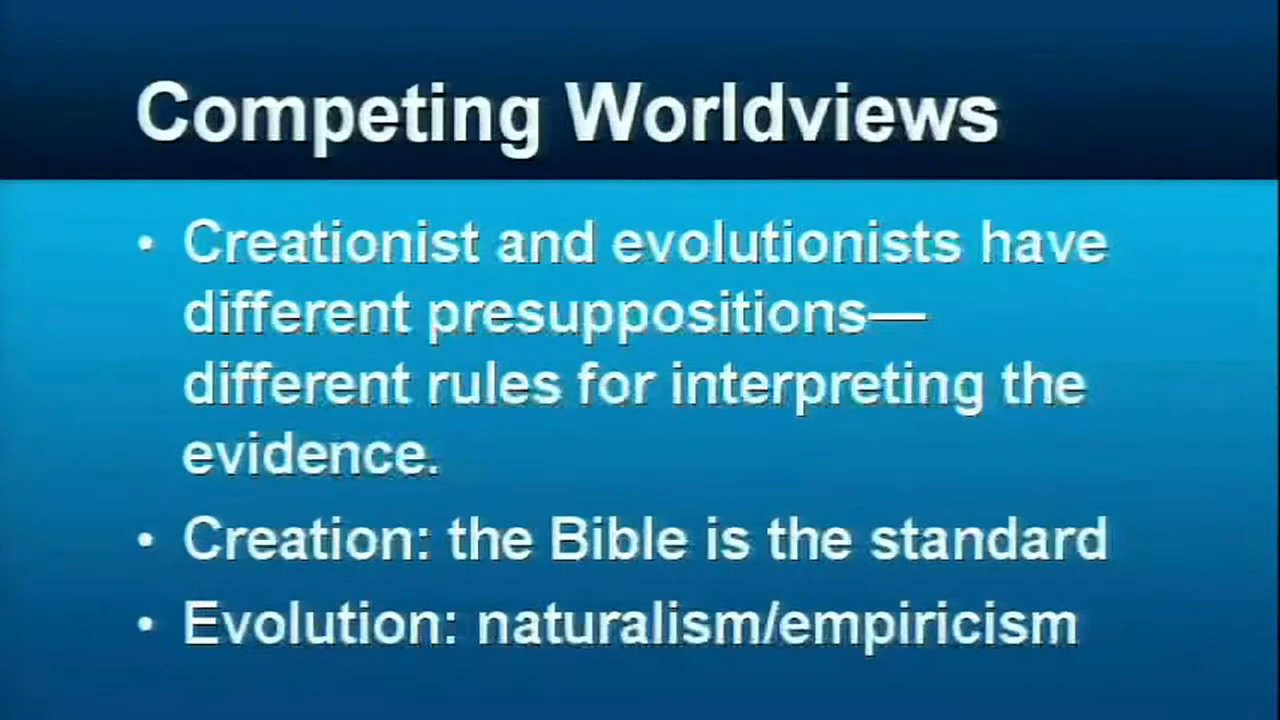 Competing Worldviews
• Creationist and evolutionists have
different presuppositions—
different rules for interpreting the
evidence.
• Creation: the Bible is the standard
• Evolution: naturalism/empiricism